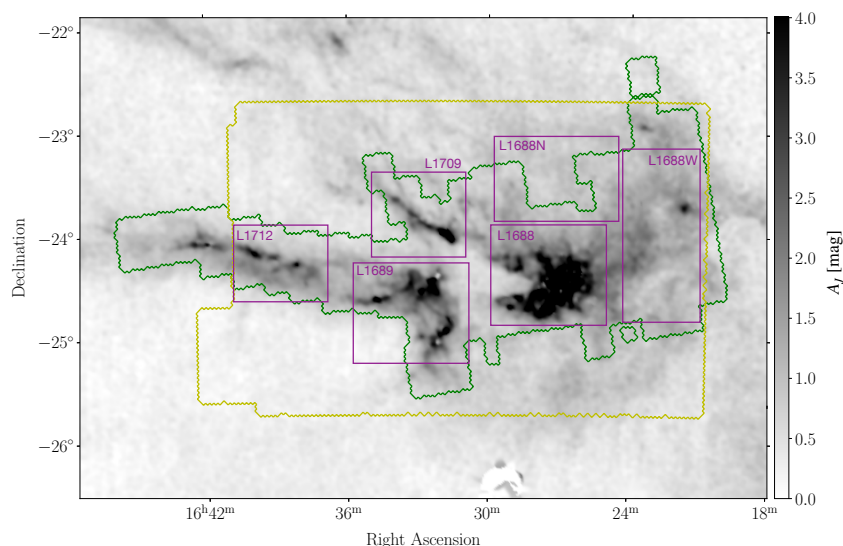 −22°
−23°
−24°
−25°
−26°
Declination
L1709
L1688N
L1688W
L1712
L1689
L1688
16ʰ42ᵐ
36ᵐ
30ᵐ
24ᵐ
18ᵐ
Right Ascension
4.0
3.5
3.0
2.5
2.0
1.5
1.0
0.5
0.0
A_J [mag]